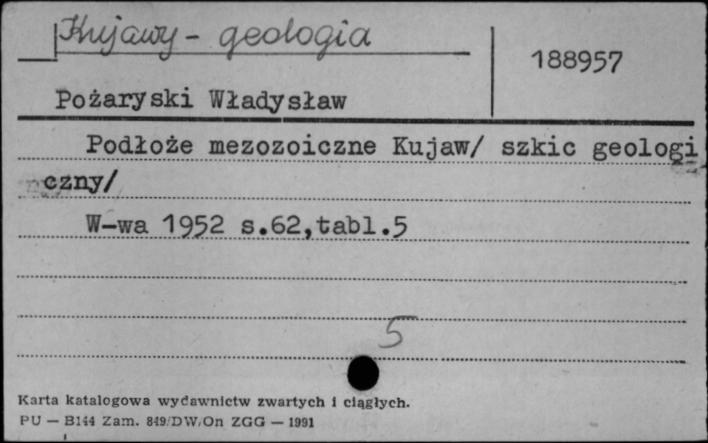 Kujawy - geologia
188957
Pożaryski Władysław
Podłoże mezozoiczne Kujaw/ szkic geologi
czny/
W-wa 1952 s.62,tabl.5
5
Karta katalogowa wydawnictw zwartych i ciągłych.
PU — B144 Zam. 849/DW/On ZGG — 1991